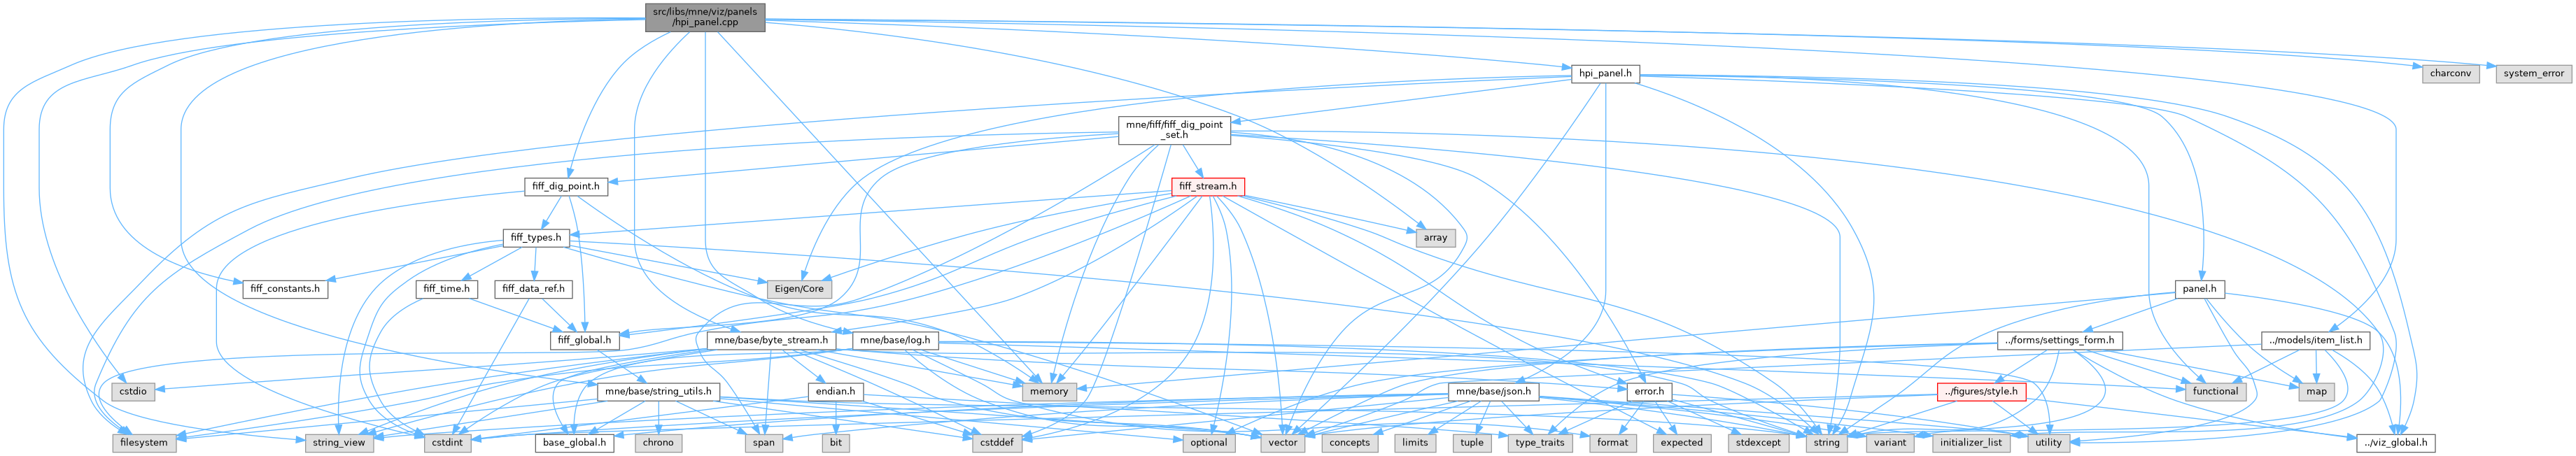 src/libs/mne/viz/panels
/hpi_panel.cpp
hpi_panel.h
charconv
system_error
mne/fiff/fiff_dig_point
_set.h
fiff_dig_point.h
fiff_stream.h
fiff_types.h
array
fiff_constants.h
fiff_time.h
fiff_data_ref.h
Eigen/Core
panel.h
fiff_global.h
mne/base/byte_stream.h
mne/base/log.h
../forms/settings_form.h
../models/item_list.h
cstdio
mne/base/string_utils.h
endian.h
memory
mne/base/json.h
error.h
../figures/style.h
functional
map
filesystem
string_view
cstdint
base_global.h
chrono
span
bit
cstddef
optional
vector
concepts
limits
tuple
type_traits
format
expected
stdexcept
string
variant
initializer_list
utility
../viz_global.h